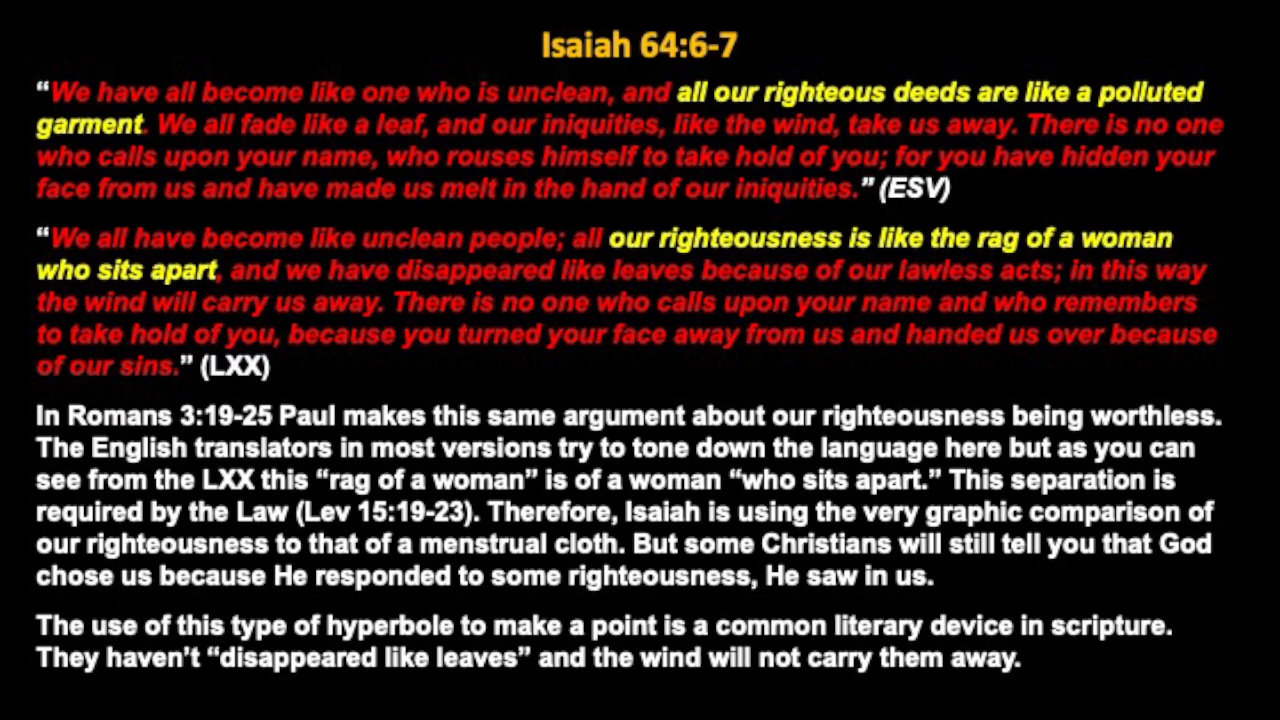 Isaiah 64:6-7
“We have all become like one who is unclean, and all our righteous deeds are like a polluted
garment. We all fade like a leaf, and our iniquities, like the wind, take us away. There is no one
who calls upon your name, who rouses himself to take hold of you; for you have hidden your
face from us and have made us melt in the hand of our iniquities.” (ESV)
“We all have become like unclean people; all our righteousness is like the rag of a woman
who sits apart, and we have disappeared like leaves because of our lawless acts; in this way
the wind will carry us away. There is no one who calls upon your name and who remembers
to take hold of you, because you turned your face away from us and handed us over because
of our sins.” (LXX)
In Romans 3:19-25 Paul makes this same argument about our righteousness being worthless.
The English translators in most versions try to tone down the language here but as you can
see from the LXX this “rag of a woman” is of a woman “who sits apart.” This separation is
required by the Law (Lev 15:19-23). Therefore, Isaiah is using the very graphic comparison of
our righteousness to that of a menstrual cloth. But some Christians will still tell you that God
chose us because He responded to some righteousness, He saw in us.
The use of this type of hyperbole to make a point is a common literary device in scripture.
They haven’t “disappeared like leaves” and the wind will not carry them away.